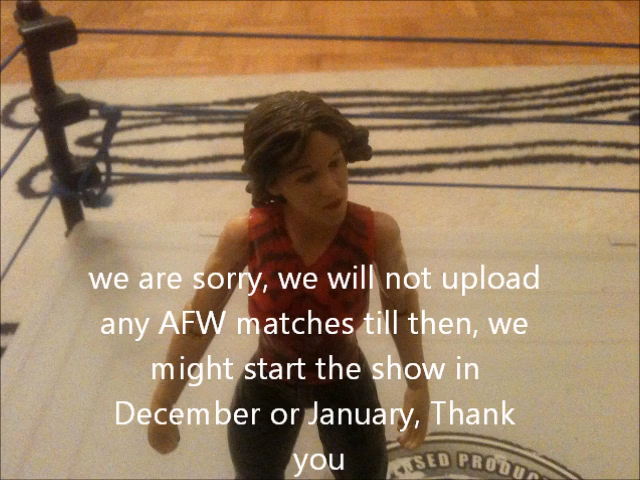 we are sorry, we will not upload
any AFW matches till then, we
might start the show in
December or January, Thank
you